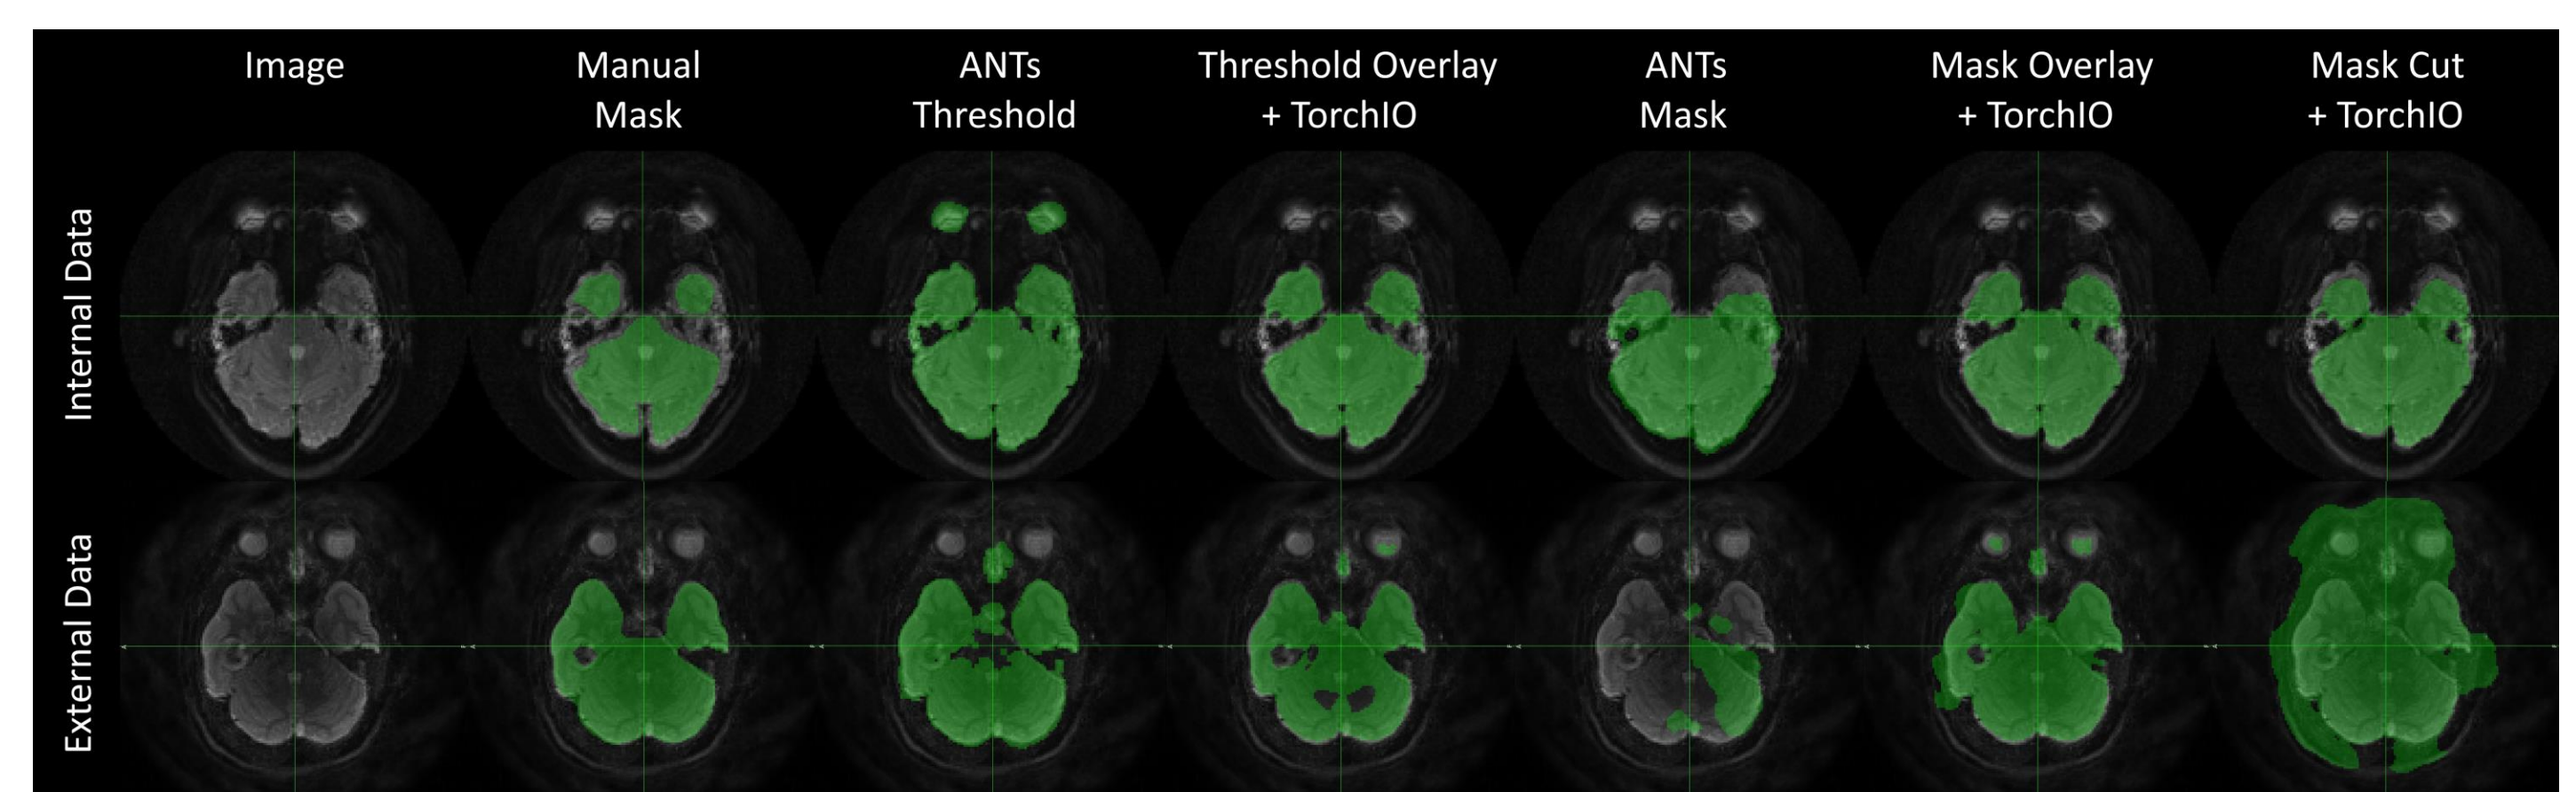 Image
Manual
Mask
ANTs
Threshold
Threshold Overlay
+ TorchIO
ANTs
Mask
Mask Overlay
+ TorchIO
Mask Cut
+ TorchIO
Internal Data
External Data